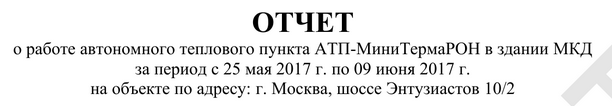 ОТЧЕТ
о работе автономного теплового пункта АТП-МиниТермаРОН в здании МКД
за период с 25 мая 2017 г. по 09 июня 2017 г.
на объекте по адресу: г. Москва, шоссе Энтузиастов 10/2